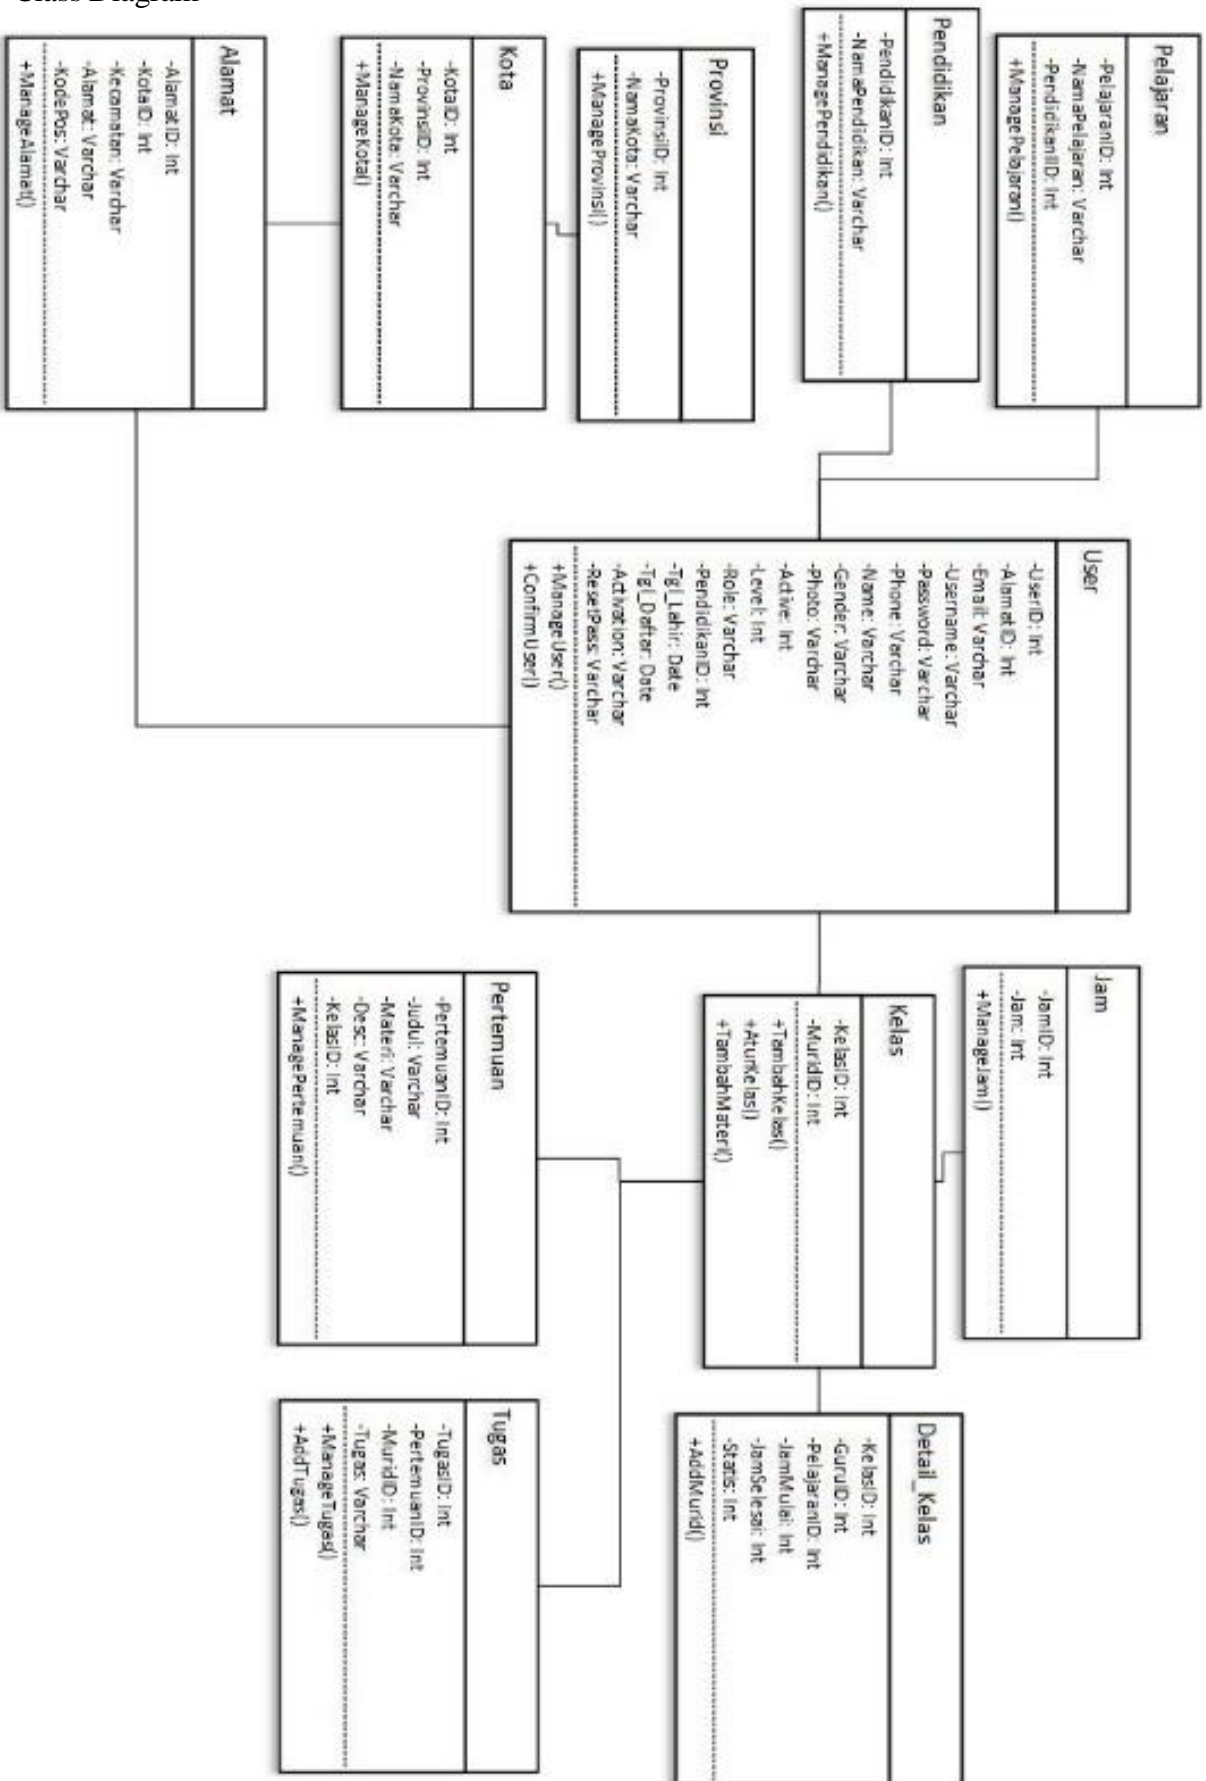 Class Diagram
Pelajaran
-PelajaranID: Int
-NamaPelajaran: Varchar
-PendidikanIID: Int
+ManagePelajaran()
Pendidikan
-PendidikanID: Int
-NamaPendidikan: Varchar
+ManagePendidikan()
Provinsi
-ProvinsiID: Int
-NamaKota: Varchar
+ManageProvinsi()
Kota
-KotaID: Int
-ProvinsiID: Int
-NamaKota: Varchar
+ManageKota()
Alamat
-AlamatID: Int
-KotaID: Int
-Kecamatan: Varchar
-Alamat: Varchar
-KodePos: Varchar
+ManageAlamat()
User
-UserID: Int
-AlamatID: Int
-Email: Varchar
-Username: Varchar
-Password: Varchar
-Phone: Varchar
-Name: Varchar
-Gender: Varchar
-Photo: Varchar
-Active: Int
-Level: Int
-Role: Varchar
-PendidikanID: Int
-Tgl_Lahir: Date
-Tgl_Daftar: Date
-Activation: Varchar
-ResetPass: Varchar
+ManageUser()
+ConfirmUser()
Jam
-JamID: Int
-Jam: Int
+ManageJam()
Kelas
-KelasID: Int
-MuridID: Int
+TambahKelas()
+AturKelas()
+TambahMateri()
Pertemuan
-PertemuanID: Int
-Judul: Varchar
-Materi: Varchar
-Desc: Varchar
-KelasID: Int
+ManagePertemuan()
Detail_Kelas
-KelasID: Int
-GuruID: Int
-PelajaranID: Int
-JamMulai: Int
-JamSelesai: Int
-Statis: Int
+AddMurid()
Tugas
-TugasID: Int
-PertemuanID: Int
-MuridID: Int
-Tugas: Varchar
+ManageTugas()
+AddTugas()